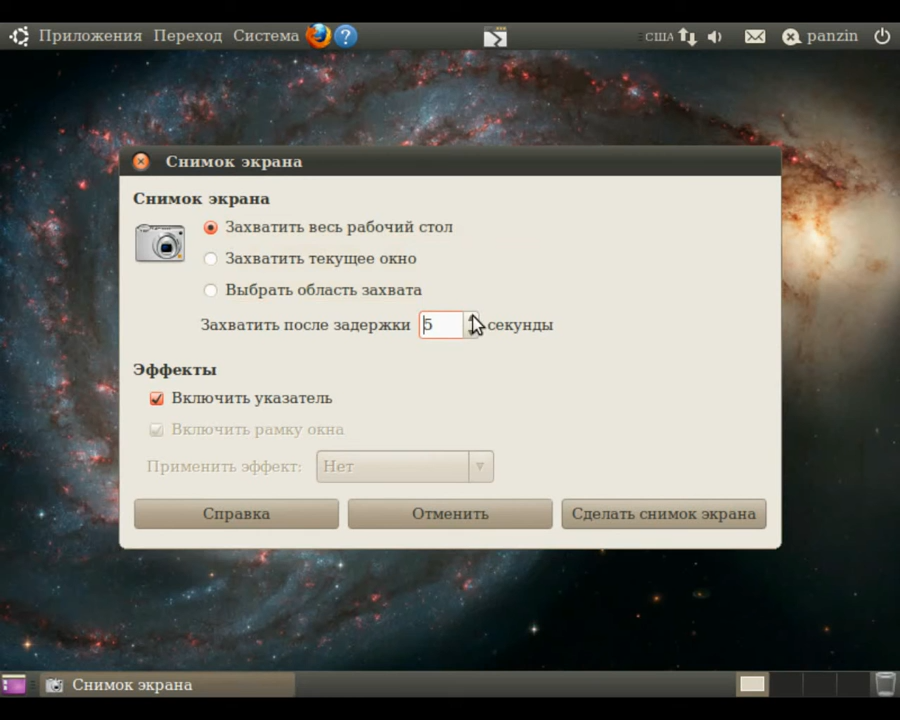 Приложения Переход Система ? США panzin
Снимок экрана
Снимок экрана
Захватить весь рабочий стол
Захватить текущее окно
Выбрать область захвата
Захватить после задержки 5 секунды
Эффекты
Включить указатель
Включить рамку окна
Применить эффект: Нет
Справка Отменить Сделать снимок экрана
Снимок экрана